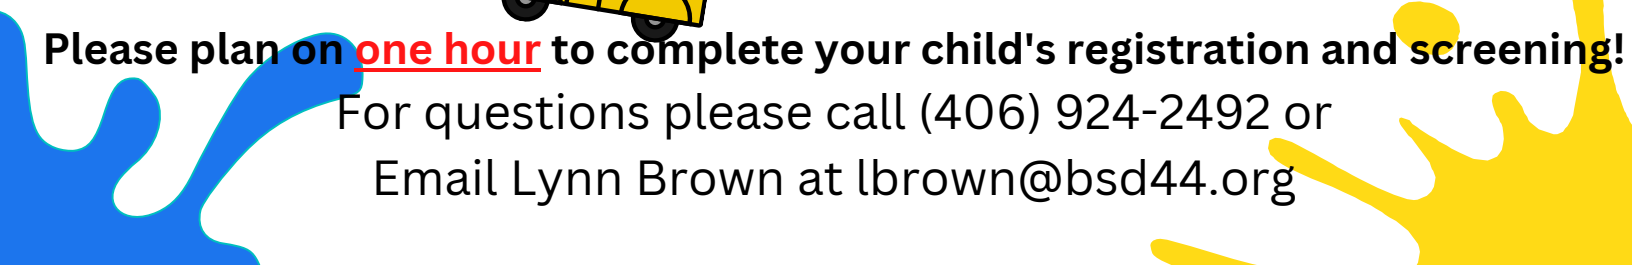 Please plan on one hour to complete your child's registration and screening!
For questions please call (406) 924-2492 or
Email Lynn Brown at lbrown@bsd44.org